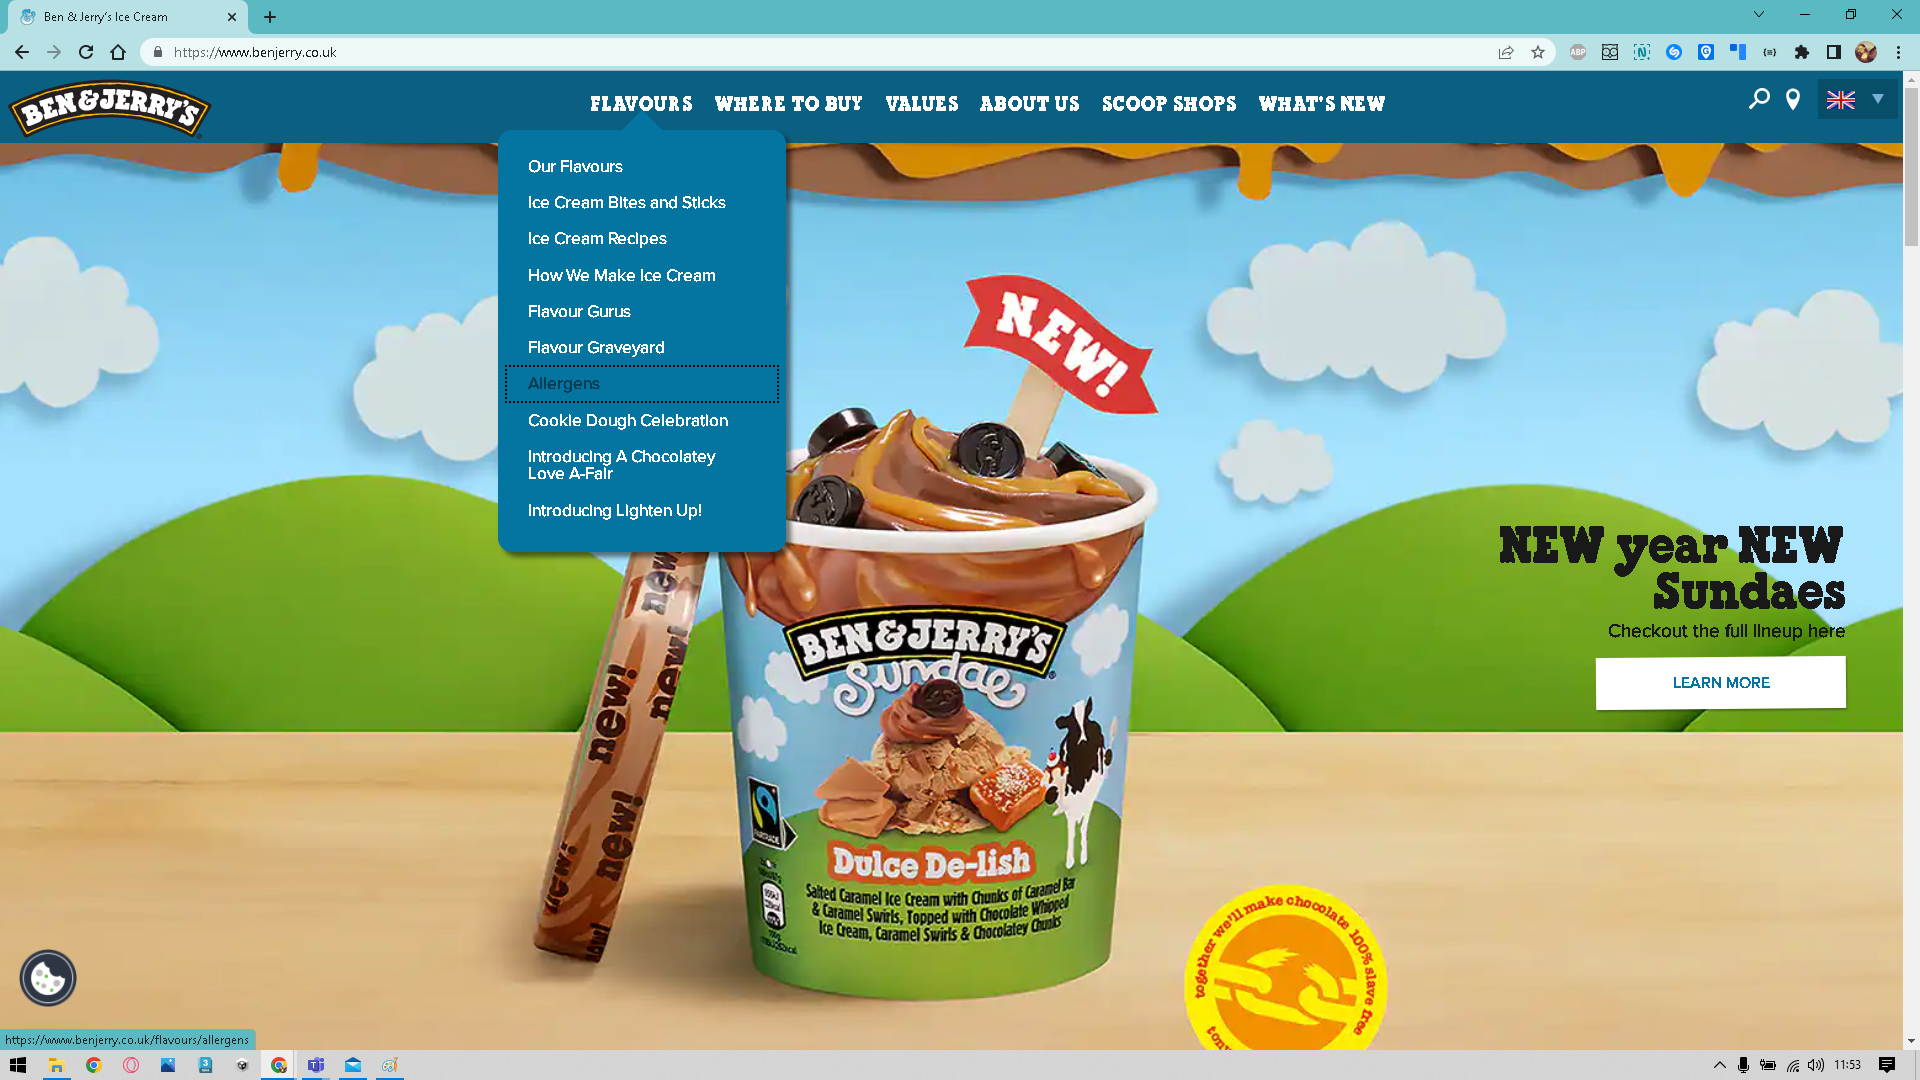 Ben & Jerry's Ice Cream
https://www.benjerry.co.uk
BEN & JERRY'S
FLAVOURS WHERE TO BUY VALUES ABOUT US SCOOP SHOPS WHAT'S NEW
Our Flavours
Ice Cream Bites and Sticks
Ice Cream Recipes
How We Make Ice Cream
Flavour Gurus
Flavour Graveyard
Allergens
Cookie Dough Celebration
Introducing A Chocolatey
Love A-Fair
Introducing Lighten Up!
NEW!
NEW year NEW
Sundaes
Checkout the full lineup here
LEARN MORE
new!
new!
new!
new!
new!
BEN & JERRY'S
Sundae
FAIRTRADE
Dulce De-lish
Salted Caramel Ice Cream with Chunks of Caramel Bar
& Caramel Swirls, Topped with Chocolate Whipped
Ice Cream, Caramel Swirls & Chocolatey Chunks
together we'll make chocolate 100% slave free
https://www.benjerry.co.uk/flavours/allergens
11:53